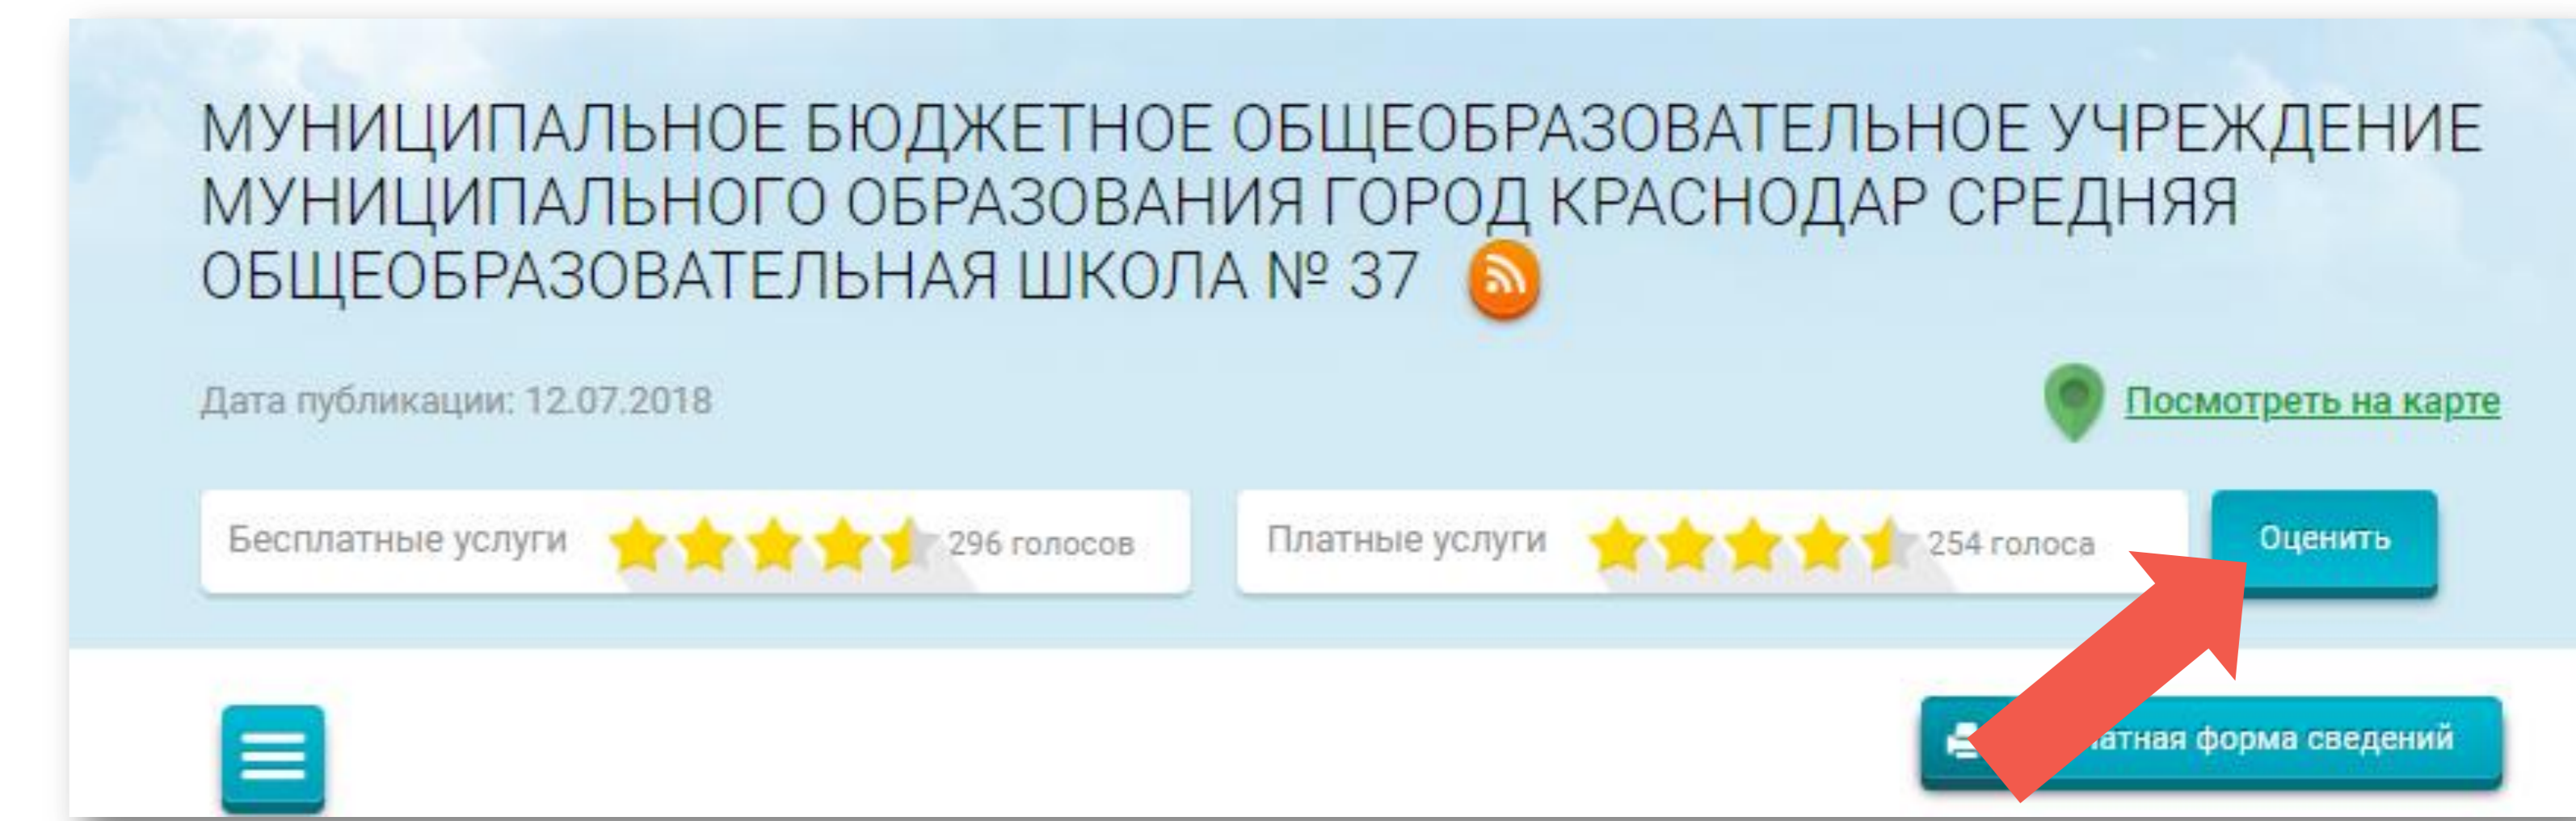 МУНИЦИПАЛЬНОЕ БЮДЖЕТНОЕ ОБЩЕОБРАЗОВАТЕЛЬНОЕ УЧРЕЖДЕНИЕ
МУНИЦИПАЛЬНОГО ОБРАЗОВАНИЯ ГОРОД КРАСНОДАР СРЕДНЯЯ
ОБЩЕОБРАЗОВАТЕЛЬНАЯ ШКОЛА № 37
Дата публикации: 12.07.2018
Посмотреть на карте
Бесплатные услуги 296 голосов
Платные услуги 254 голоса
Оценить
форма сведений